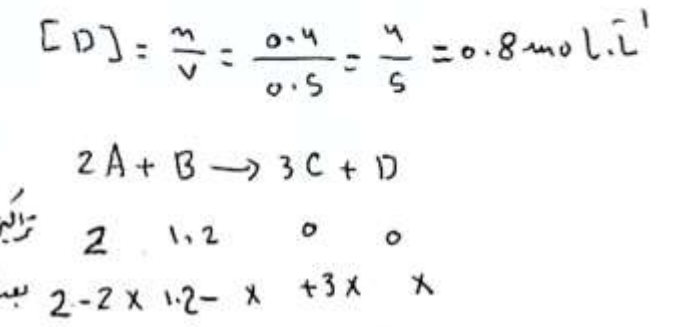 [D] = n/v = 0.4/0.5 = 4/5 = 0.8 mol.L⁻¹
2A + B → 3C + D
2 1.2 0 0
2-2x 1.2-x +3x x